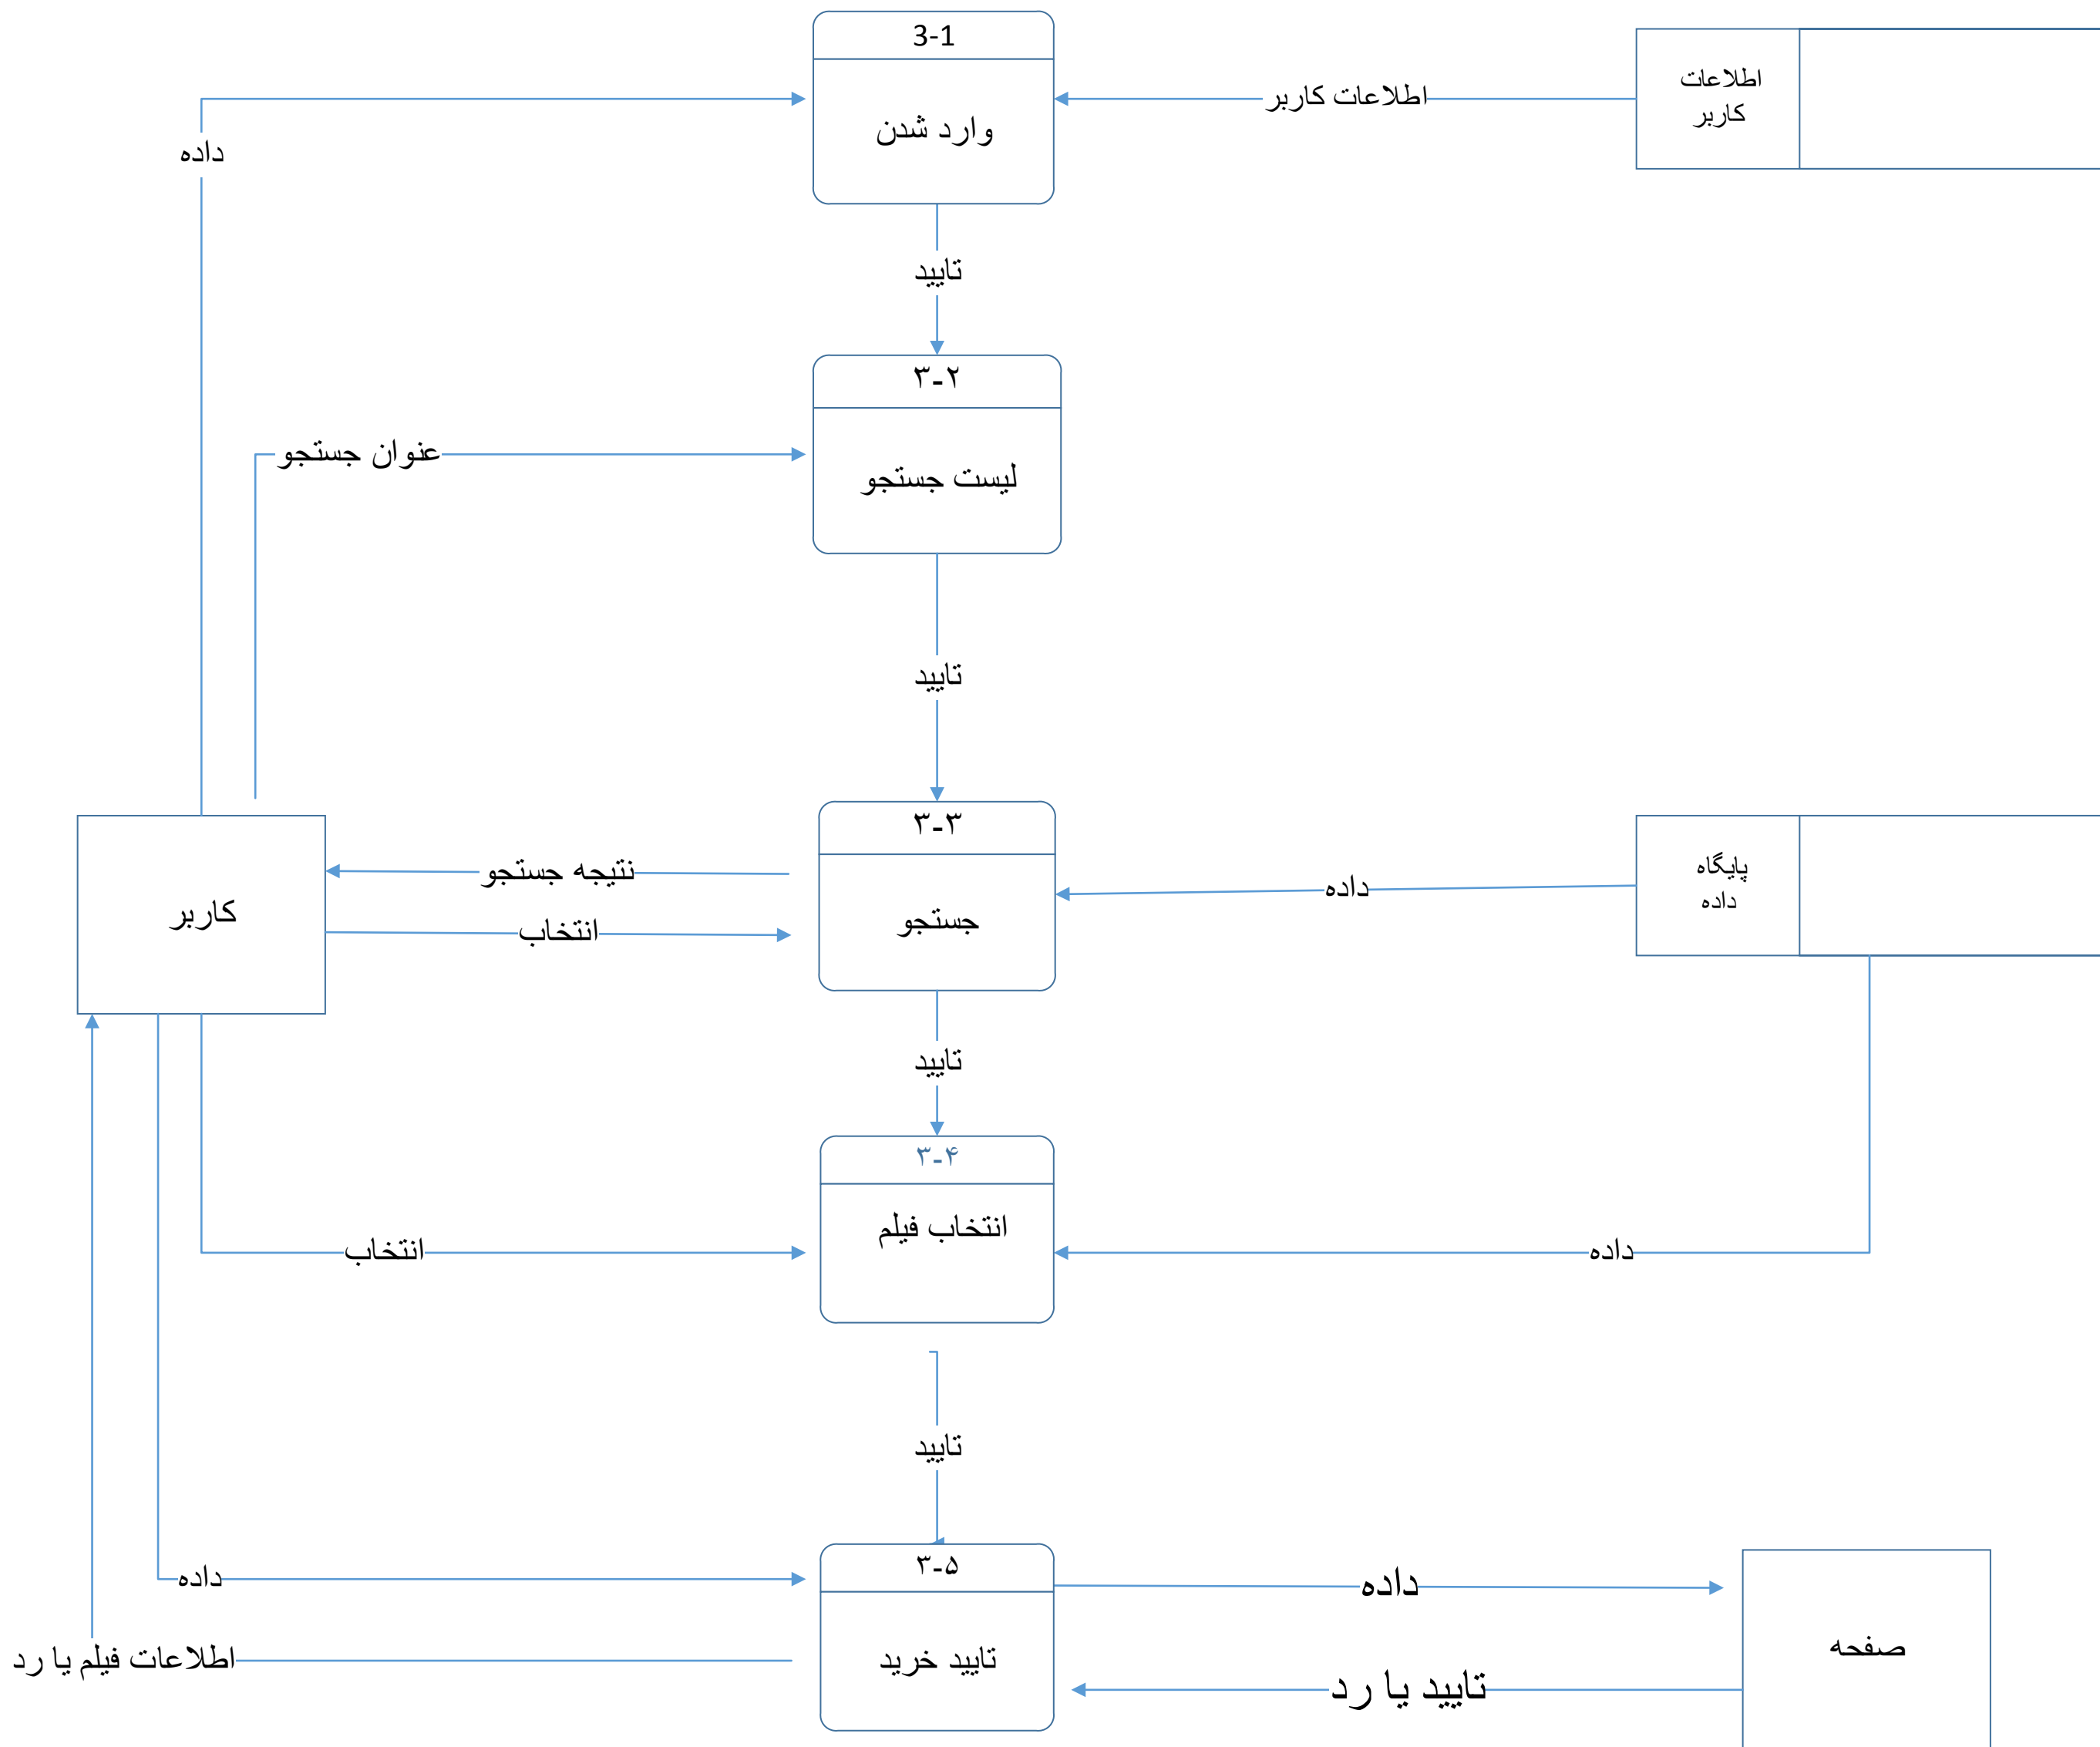 3-1
وارد شدن
اطلاعات کاربر
اطلاعات
کاربر
داده
تایید
۳-۲
لیست جستجو
عنوان جستجو
تایید
۳-۳
جستجو
نتیجه جستجو
انتخاب
کاربر
داده
پایگاه
داده
تایید
۳-۴
انتخاب فیلم
انتخاب
داده
تایید
۳-۵
تایید خرید
داده
اطلاعات فیلم یا رد
داده
تایید یا رد
صفحه